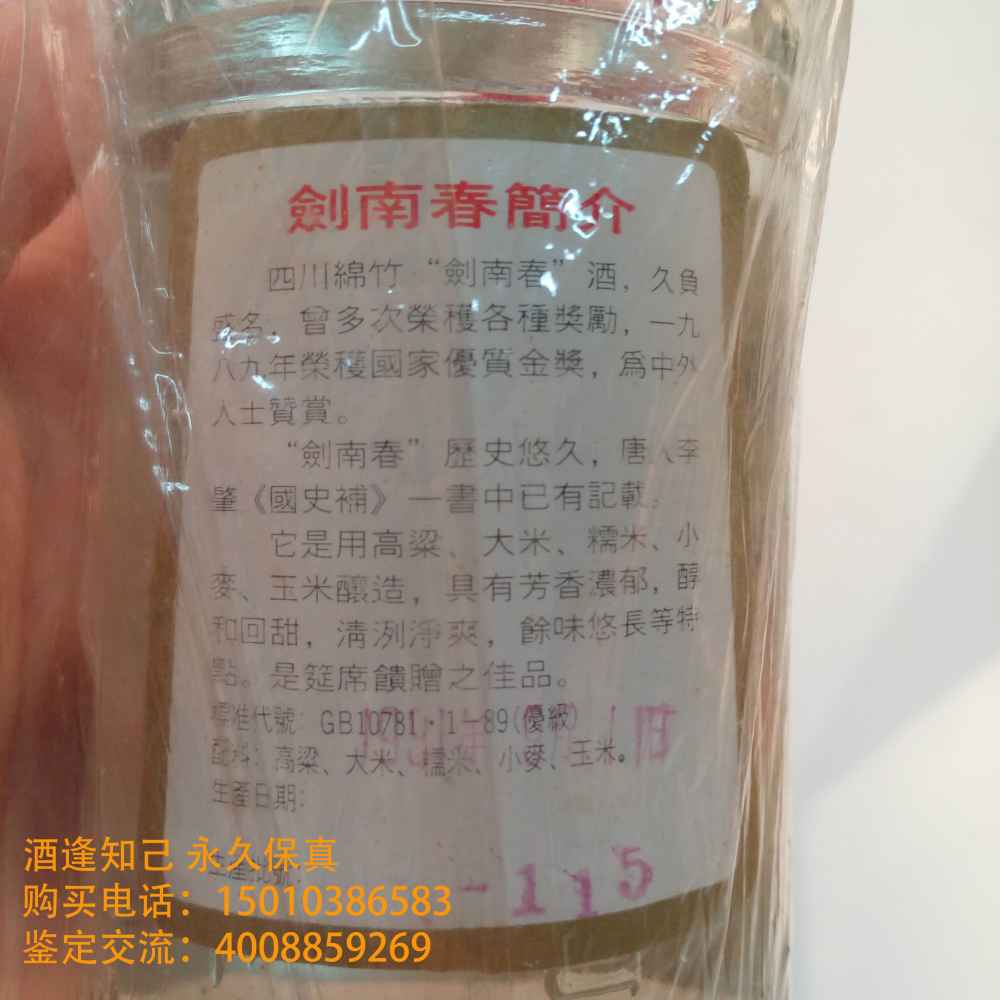 劍南春簡介
四川綿竹“劍南春”酒，久負
盛名，曾多次榮獲各種獎勵，一九
八九年榮獲國家優質金獎，爲中外
人士贊賞。
“劍南春”歷史悠久，唐人李
肇《國史補》一書中已有記載。
它是用高粱、大米、糯米、小
麥、玉米釀造，具有芳香濃郁，醇
和回甜，清洌淨爽，餘味悠長等特
點。是筵席饋贈之佳品。
標准代號：GB10781·1－89(優級)
配料：高粱、大米、糯米、小麥、玉米。
生產日期：
生產批號：
-115
酒逢知己 永久保真
购买电话：15010386583
鉴定交流：4008859269